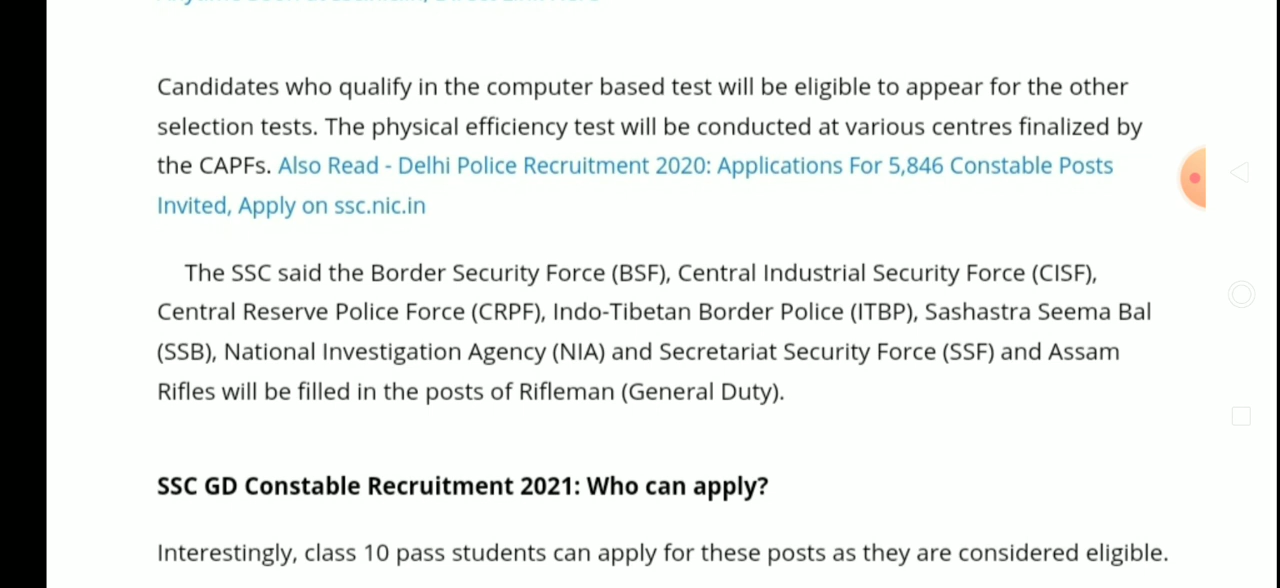 Candidates who qualify in the computer based test will be eligible to appear for the other
selection tests. The physical efficiency test will be conducted at various centres finalized by
the CAPFs. Also Read - Delhi Police Recruitment 2020: Applications For 5,846 Constable Posts
Invited, Apply on ssc.nic.in
The SSC said the Border Security Force (BSF), Central Industrial Security Force (CISF),
Central Reserve Police Force (CRPF), Indo-Tibetan Border Police (ITBP), Sashastra Seema Bal
(SSB), National Investigation Agency (NIA) and Secretariat Security Force (SSF) and Assam
Rifles will be filled in the posts of Rifleman (General Duty).
SSC GD Constable Recruitment 2021: Who can apply?
Interestingly, class 10 pass students can apply for these posts as they are considered eligible.